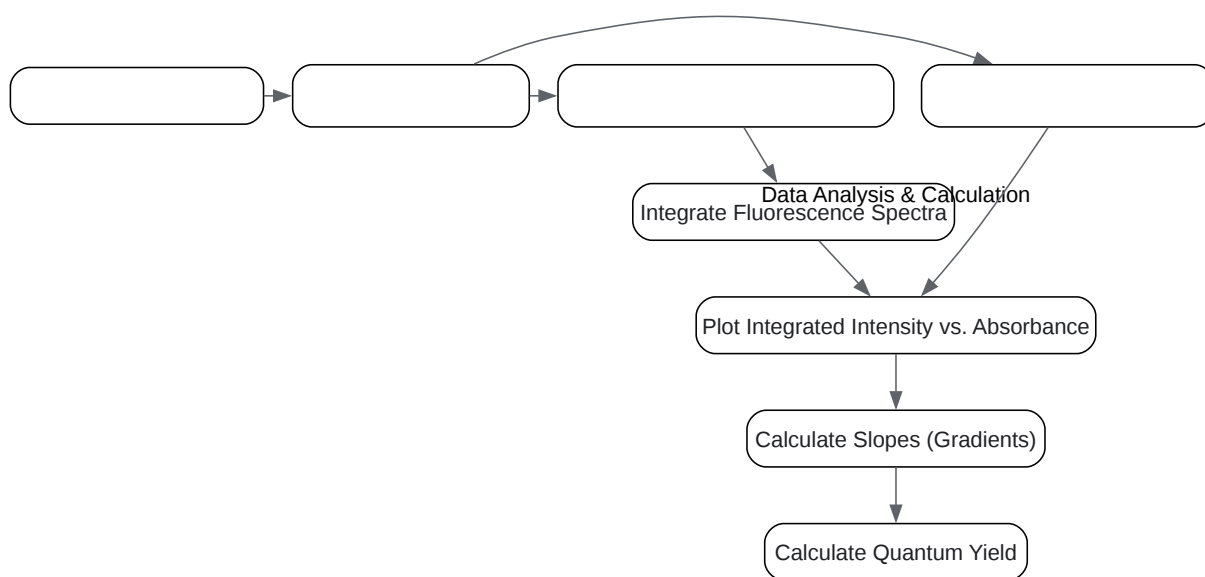 Data Analysis & Calculation
Integrate Fluorescence Spectra
Plot Integrated Intensity vs. Absorbance
Calculate Slopes (Gradients)
Calculate Quantum Yield